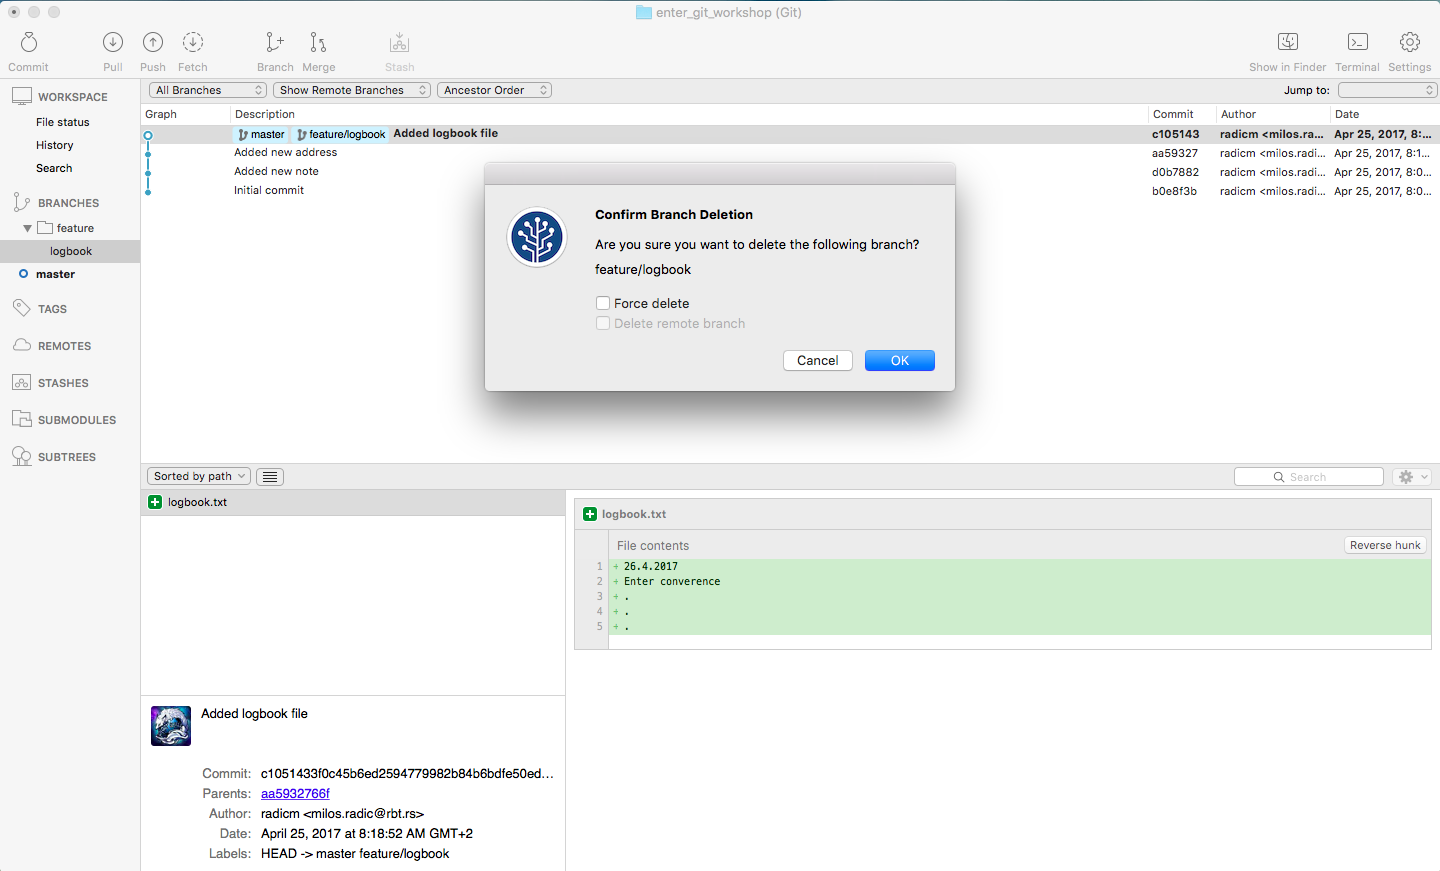 enter_git_workshop (Git)
Commit Pull Push Fetch Branch Merge Stash Show in Finder Terminal Settings
All Branches Show Remote Branches Ancestor Order Jump to:
WORKSPACE
File status
History
Search
BRANCHES
feature
logbook
master
TAGS
REMOTES
STASHES
SUBMODULES
SUBTREES
Graph Description Commit Author Date
master feature/logbook Added logbook file c105143 radicm <milos.ra... Apr 25, 2017, 8:...
Added new address aa59327 radicm <milos.radi... Apr 25, 2017, 8:1...
Added new note d0b7882 radicm <milos.radi... Apr 25, 2017, 8:0...
Initial commit b0e8f3b radicm <milos.radi... Apr 25, 2017, 8:0...
Confirm Branch Deletion
Are you sure you want to delete the following branch?
feature/logbook
Force delete
Delete remote branch
Cancel OK
Sorted by path Search
logbook.txt
logbook.txt
File contents Reverse hunk
1 + 26.4.2017
2 + Enter converence
3 + .
4 + .
5 + .
Added logbook file
Commit: c1051433f0c45b6ed2594779982b84b6bdfe50ed...
Parents: aa5932766f
Author: radicm <milos.radic@rbt.rs>
Date: April 25, 2017 at 8:18:52 AM GMT+2
Labels: HEAD -> master feature/logbook